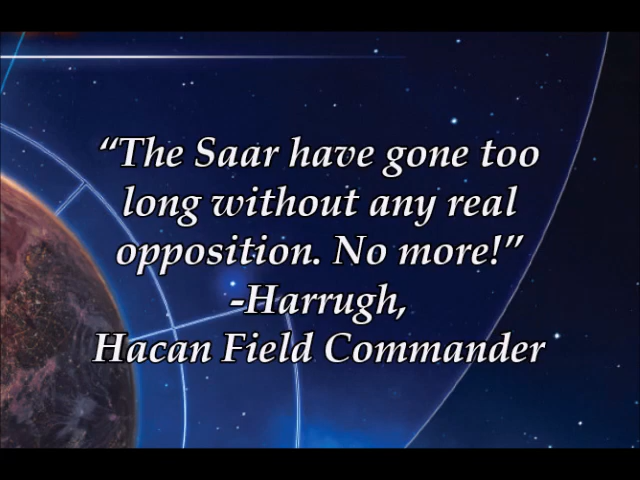 “The Saar have gone too
long without any real
opposition. No more!”
-Harrugh,
Hacan Field Commander